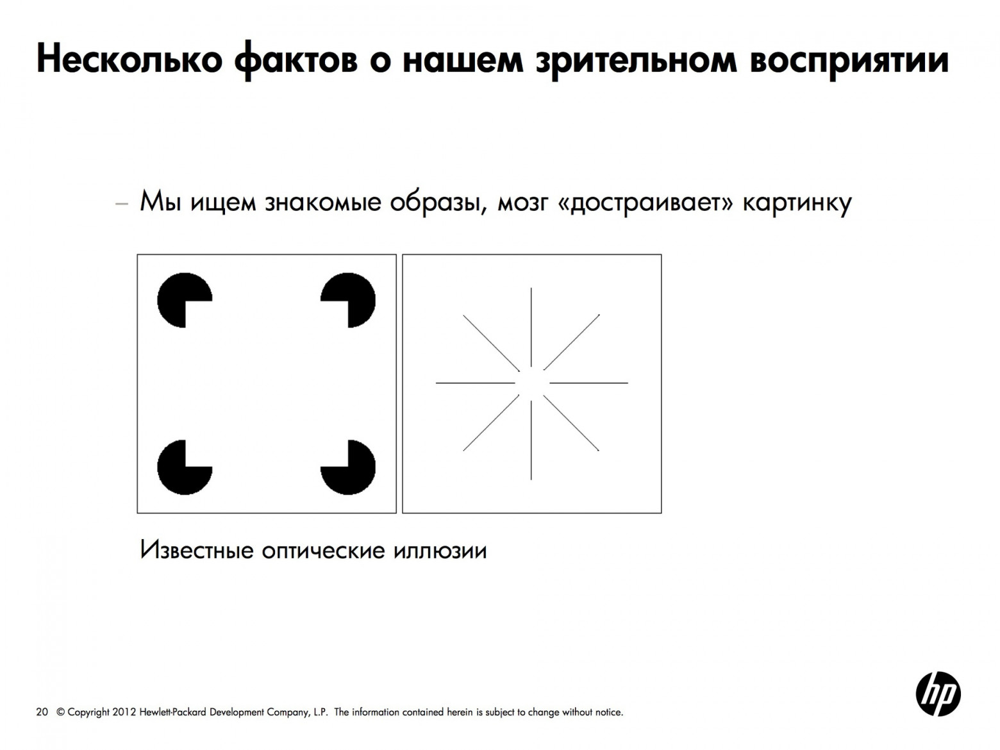 Несколько фактов о нашем зрительном восприятии
– Мы ищем знакомые образы, мозг «достраивает» картинку
Известные оптические иллюзии
hp
20 © Copyright 2012 Hewlett-Packard Development Company, L.P. The information contained herein is subject to change without notice.